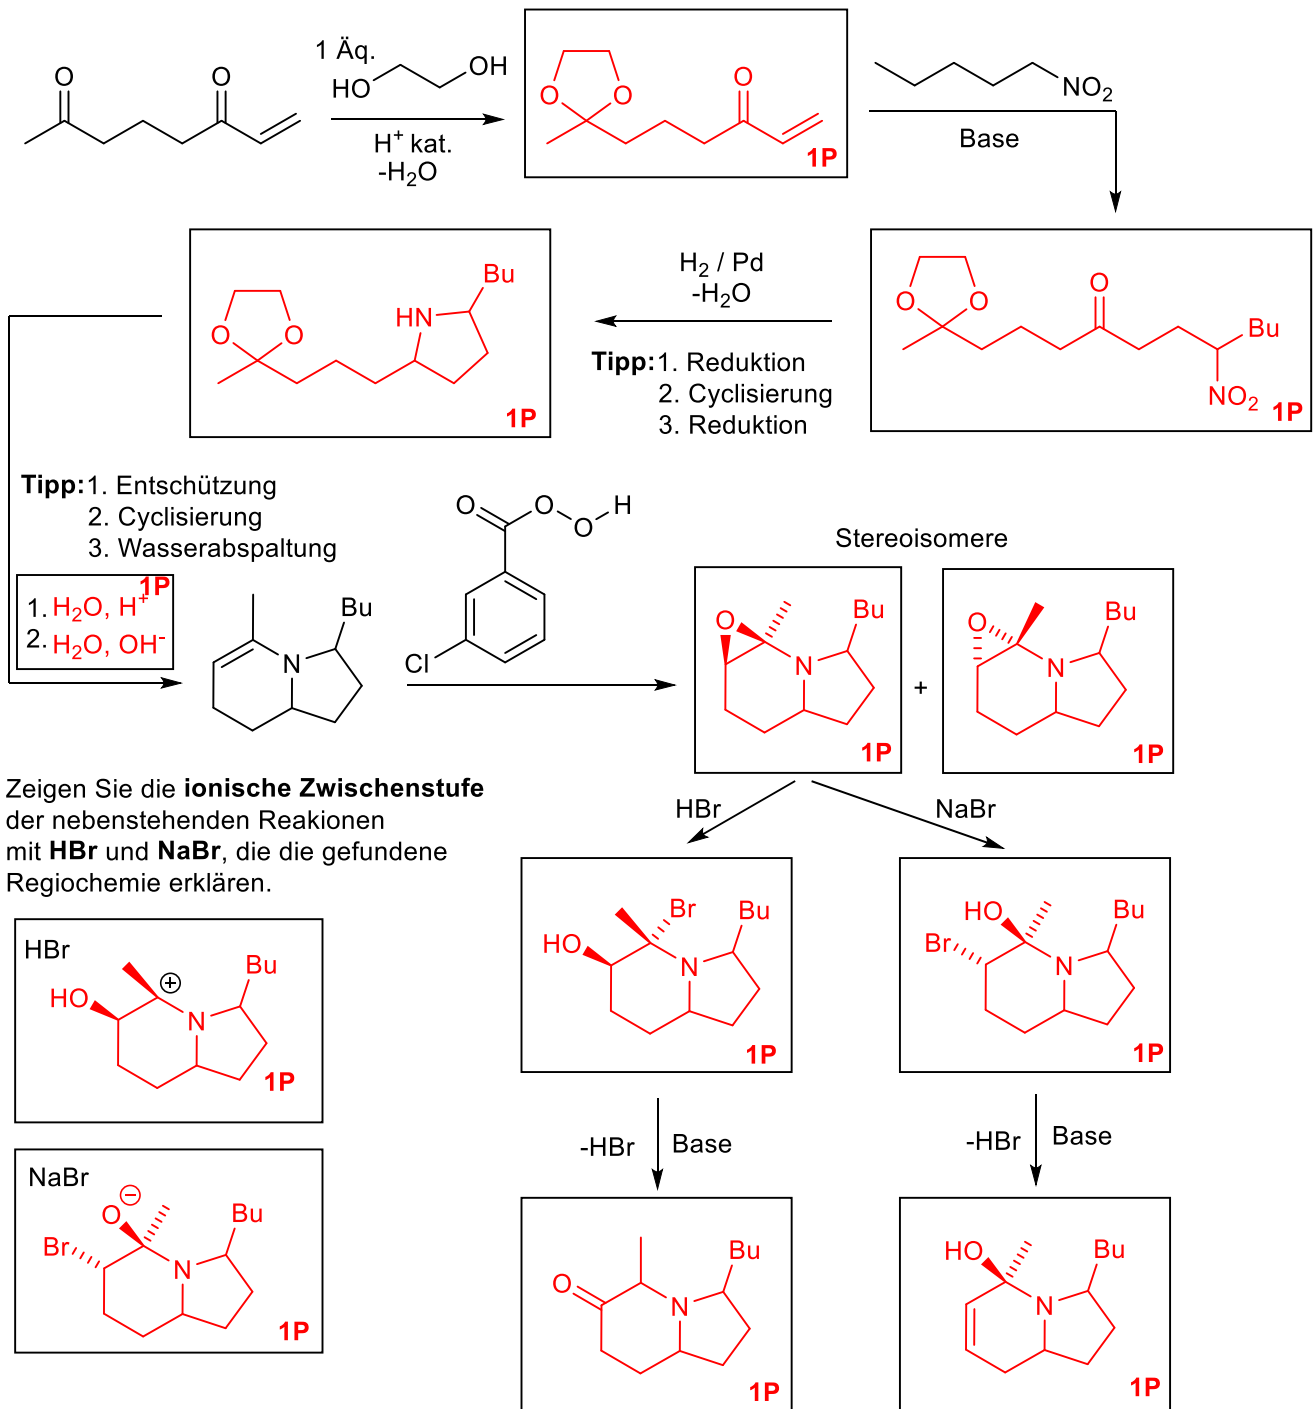 1 Äq.
HO
OH
H+ kat.
-H2O
O
O
O
O
O
1P
NO2
Base
O
O
O
Bu
NO2
1P
H2 / Pd
-H2O
Tipp:1. Reduktion
2. Cyclisierung
3. Reduktion
O
O
HN
Bu
1P
Tipp:1. Entschützung
2. Cyclisierung
3. Wasserabspaltung
1P
1. H2O, H+
2. H2O, OH-
N
Bu
O
O
O
H
Cl
Stereoisomere
O
N
Bu
1P
+
O
N
Bu
1P
Zeigen Sie die ionische Zwischenstufe
der nebenstehenden Reakionen
mit HBr und NaBr, die die gefundene
Regiochemie erklären.
HBr
NaBr
HO
Br
N
Bu
1P
HO
Br
N
Bu
1P
HBr
HO
+
N
Bu
1P
NaBr
O
−
Br
N
Bu
1P
-HBr
Base
-HBr
Base
O
N
Bu
1P
HO
N
Bu
1P